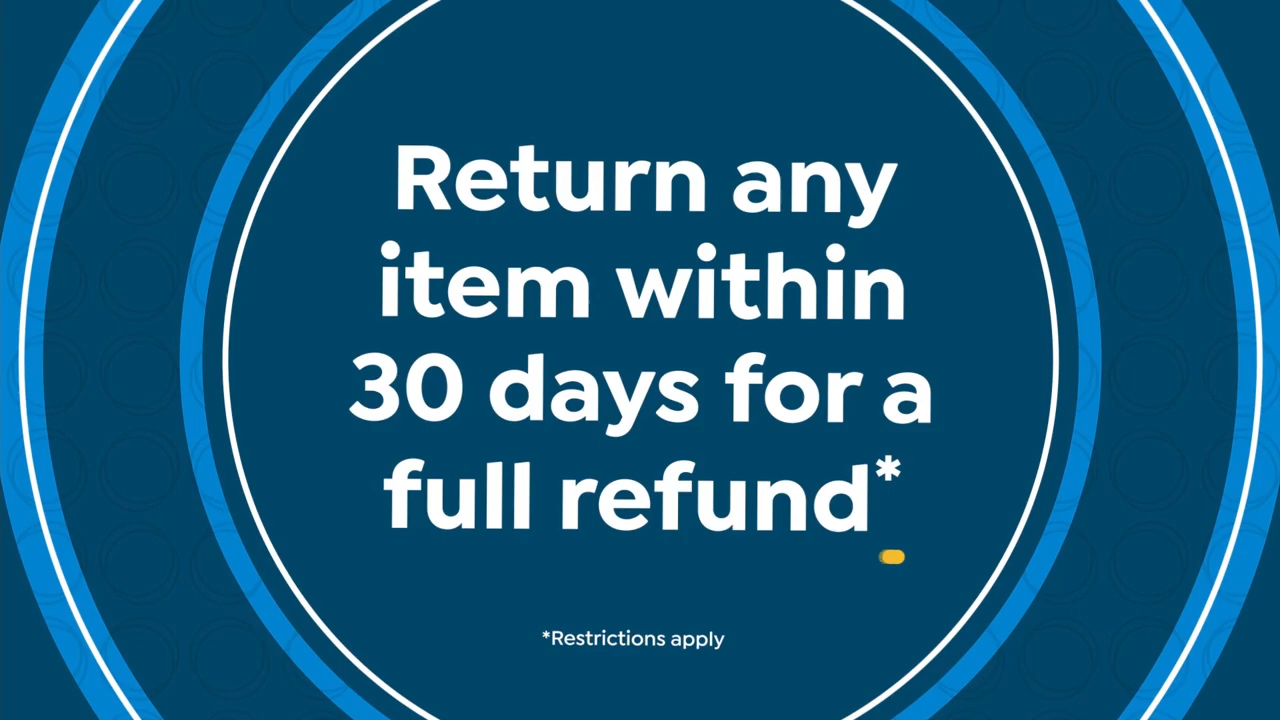 Return any
item within
30 days for a
full refund*
*Restrictions apply